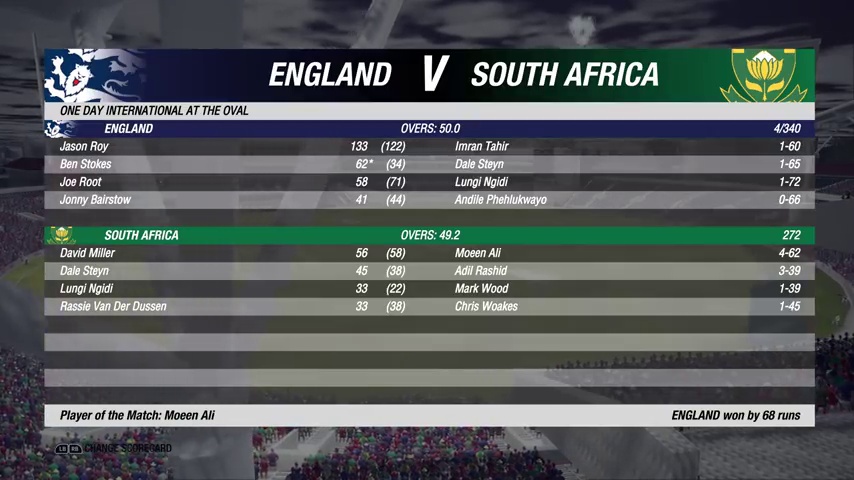 ENGLAND V SOUTH AFRICA
ONE DAY INTERNATIONAL AT THE OVAL
ENGLAND OVERS: 50.0 4/340
Jason Roy 133 (122) Imran Tahir 1-60
Ben Stokes 62* (34) Dale Steyn 1-65
Joe Root 58 (71) Lungi Ngidi 1-72
Jonny Bairstow 41 (44) Andile Phehlukwayo 0-66
SOUTH AFRICA OVERS: 49.2 272
David Miller 56 (58) Moeen Ali 4-62
Dale Steyn 45 (38) Adil Rashid 3-39
Lungi Ngidi 33 (22) Mark Wood 1-39
Rassie Van Der Dussen 33 (38) Chris Woakes 1-45
Player of the Match: Moeen Ali ENGLAND won by 68 runs
CHANGE SCORECARD